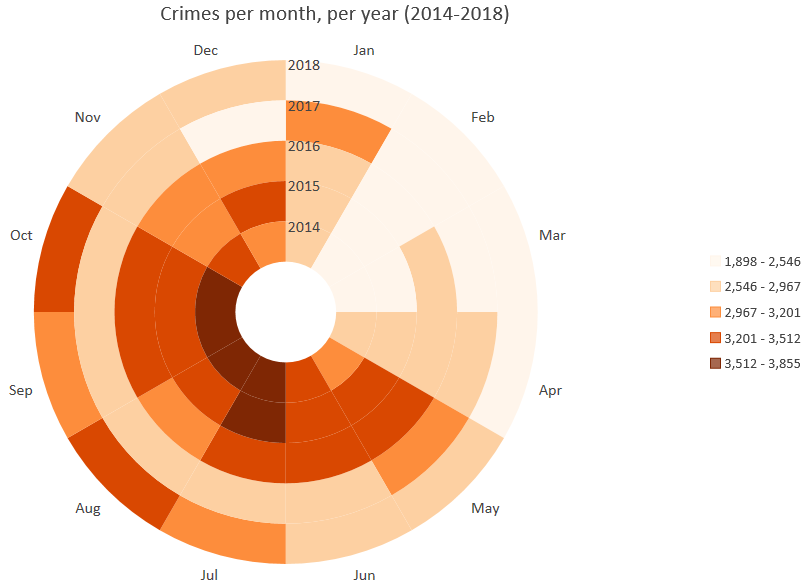 Crimes per month, per year (2014-2018)
Dec
Jan
2018
2017
Nov
Feb
2016
2015
2014
Oct
Mar
1,898 - 2,546
2,546 - 2,967
2,967 - 3,201
3,201 - 3,512
3,512 - 3,855
Sep
Apr
Aug
May
Jul
Jun